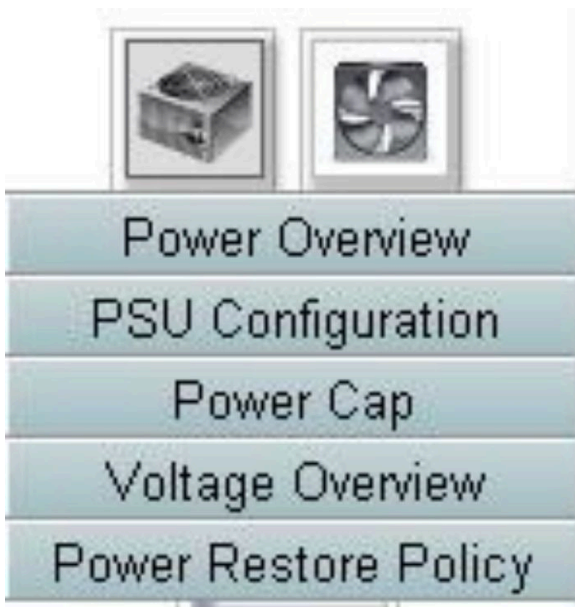 Power Overview
PSU Configuration
Power Cap
Voltage Overview
Power Restore Policy